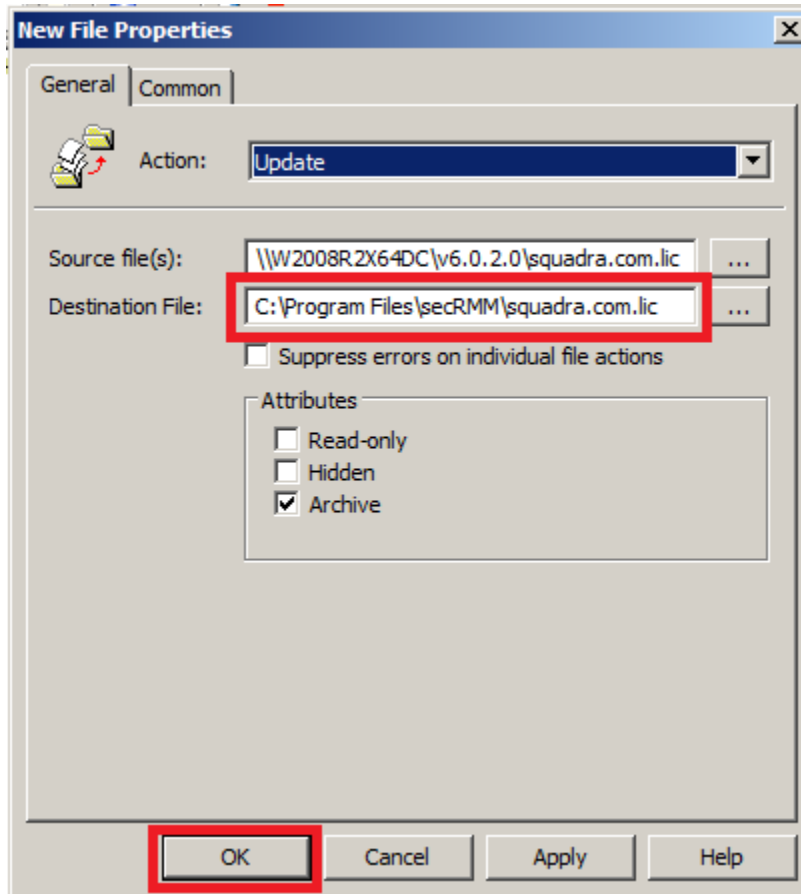 New File Properties
General Common
Action: Update
Source file(s): \\W2008R2X64DC\v6.0.2.0\squadra.com.lic ...
Destination File: C:\Program Files\secRMM\squadra.com.lic ...
Suppress errors on individual file actions
Attributes
Read-only
Hidden
Archive
OK Cancel Apply Help